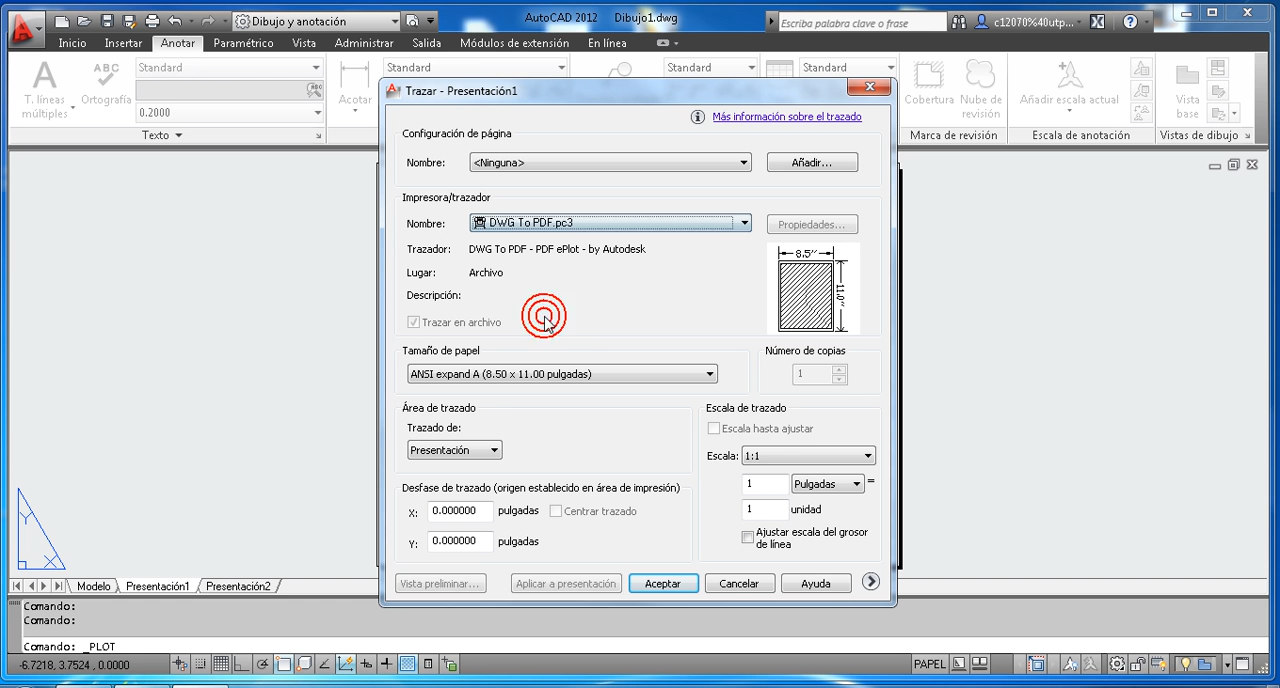 Dibujo y anotación
AutoCAD 2012 Dibujo1.dwg
Escriba palabra clave o frase
c12070%40utp...
Inicio Insertar Anotar Paramétrico Vista Administrar Salida Módulos de extensión En línea
A
ABC
T. líneas
múltiples
Ortografía
Standard
ABC
0.2000
Texto
Acotar
Standard
Standard
Standard
Cobertura
Nube de
revisión
Marca de revisión
Añadir escala actual
Escala de anotación
Vista
base
Vistas de dibujo
Trazar - Presentación1
Más información sobre el trazado
Configuración de página
Nombre: <Ninguna> Añadir...
Impresora/trazador
Nombre: DWG To PDF.pc3 Propiedades...
Trazador: DWG To PDF - PDF ePlot - by Autodesk
Lugar: Archivo
Descripción:
Trazar en archivo
8.5''
11.0''
Tamaño de papel
ANSI expand A (8.50 x 11.00 pulgadas)
Número de copias
1
Área de trazado
Trazado de:
Presentación
Escala de trazado
Escala hasta ajustar
Escala: 1:1
1 Pulgadas =
1 unidad
Ajustar escala del grosor
de línea
Desfase de trazado (origen establecido en área de impresión)
X: 0.000000 pulgadas Centrar trazado
Y: 0.000000 pulgadas
Vista preliminar... Aplicar a presentación Aceptar Cancelar Ayuda
Y
X
Modelo Presentación1 Presentación2
Comando:
Comando:
Comando: _PLOT
-6.7218, 3.7524 , 0.0000
PAPEL